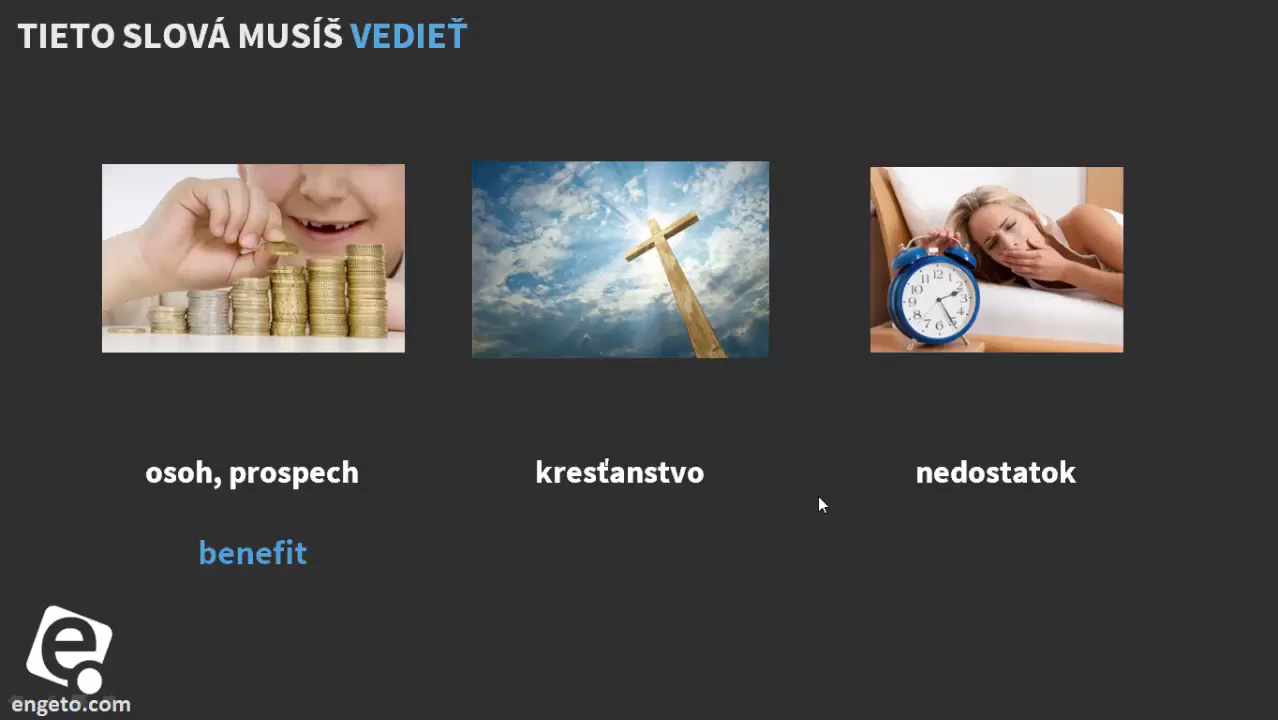 TIETO SLOVÁ MUSÍŠ VEDIEŤ
osoh, prospech
kresťanstvo
nedostatok
benefit
e.
engeto.com